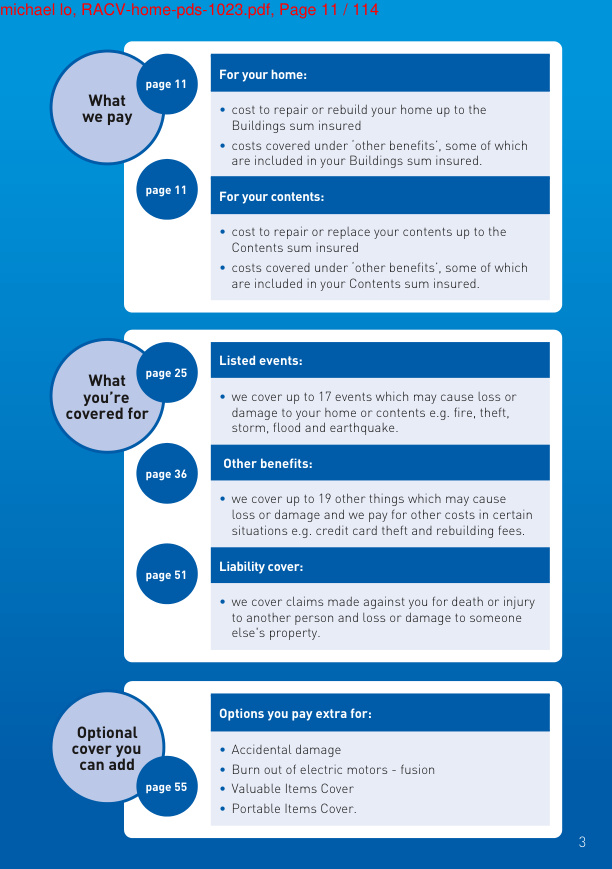 michael lo, RACV-home-pds-1023.pdf, Page 11 / 114
What
we pay
page 11
For your home:
• cost to repair or rebuild your home up to the
Buildings sum insured
• costs covered under ‘other benefits’, some of which
are included in your Buildings sum insured.
page 11
For your contents:
• cost to repair or replace your contents up to the
Contents sum insured
• costs covered under ‘other benefits’, some of which
are included in your Contents sum insured.
What
you’re
covered for
page 25
Listed events:
• we cover up to 17 events which may cause loss or
damage to your home or contents e.g. fire, theft,
storm, flood and earthquake.
page 36
Other benefits:
• we cover up to 19 other things which may cause
loss or damage and we pay for other costs in certain
situations e.g. credit card theft and rebuilding fees.
page 51
Liability cover:
• we cover claims made against you for death or injury
to another person and loss or damage to someone
else’s property.
Optional
cover you
can add
page 55
Options you pay extra for:
• Accidental damage
• Burn out of electric motors - fusion
• Valuable Items Cover
• Portable Items Cover.
3